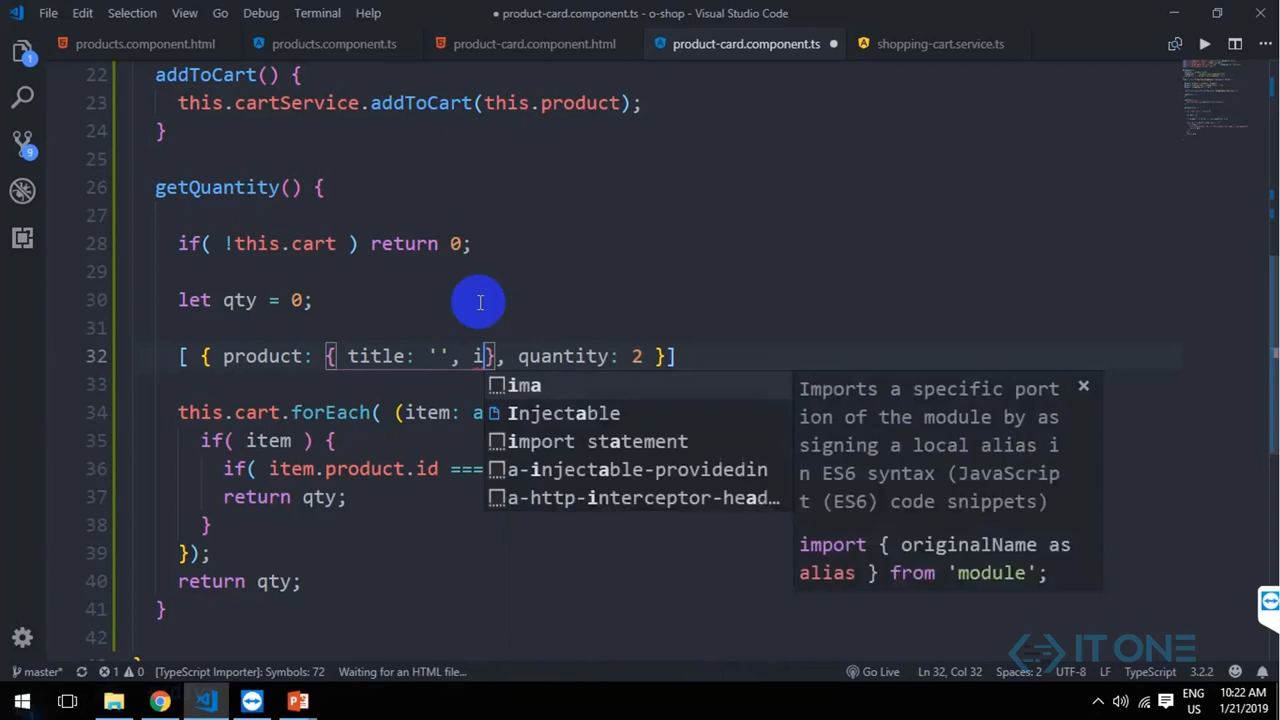 File Edit Selection View Go Debug Terminal Help
● product-card.component.ts - o-shop - Visual Studio Code
products.component.html
products.component.ts
product-card.component.html
product-card.component.ts
shopping-cart.service.ts
22 addToCart() {
23 this.cartService.addToCart(this.product);
24 }
25
26 getQuantity() {
27
28 if( !this.cart ) return 0;
29
30 let qty = 0;
31
32 [ { product: { title: '', i}, quantity: 2 }]
34 this.cart.forEach( (item: a
35 if( item ) {
36 if( item.product.id ===
37 return qty;
38 }
39 });
40 return qty;
41 }
42
ima
Injectable
import statement
a-injectable-providedin
a-http-interceptor-head…
Imports a specific port
ion of the module by as
signing a local alias i
n ES6 syntax (JavaScrip
t (ES6) code snippets)
import { originalName as
alias } from 'module';
1
9
IT ONE
master* 1 0 [TypeScript Importer]: Symbols: 72 Waiting for an HTML file... Go Live Ln 32, Col 32 Spaces: 2 UTF-8 LF TypeScript 3.2.2
ENG 10:22 AM
US 1/21/2019